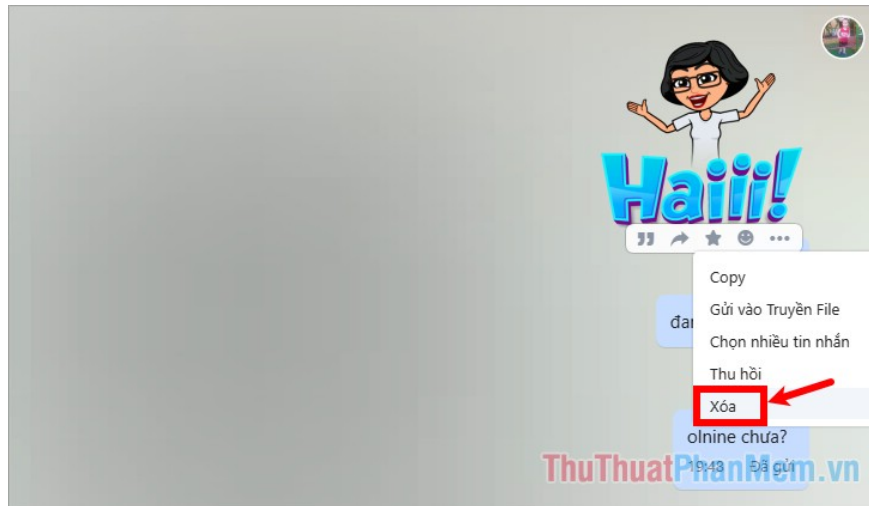 Haiii!
Copy
Gửi vào Truyền File
đan
Chọn nhiều tin nhắn
Thu hồi
Xóa
olnine chưa?
19:43 Đã gửi
ThuThuatPhanMem.vn